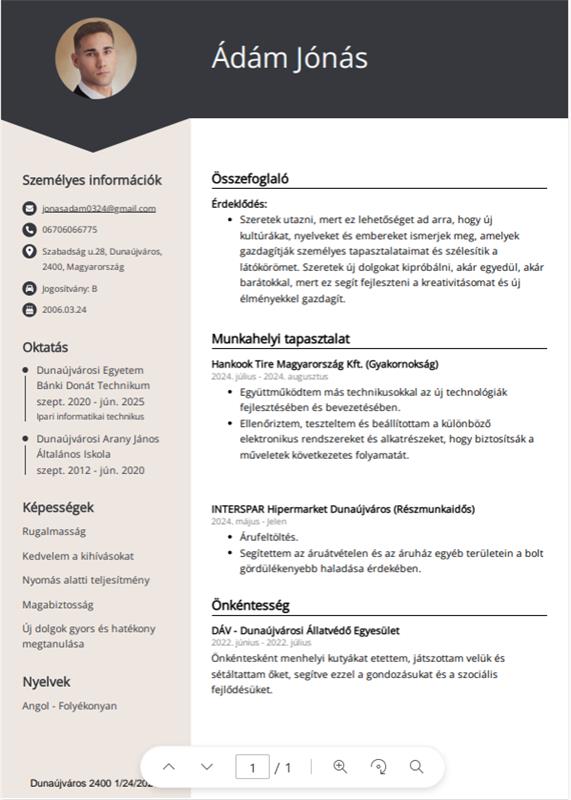 Ádám Jónás
Személyes információk
jonasadam0324@gmail.com
06706066775
Szabadság u.28, Dunaújváros,
2400, Magyarország
Jogosítvány: B
2006.03.24
Oktatás
Dunaújvárosi Egyetem
Bánki Donát Technikum
szept. 2020 - jún. 2025
Ipari informatikai technikus
Dunaújvárosi Arany János
Általános Iskola
szept. 2012 - jún. 2020
Képességek
Rugalmasság
Kedvelem a kihívásokat
Nyomás alatti teljesítmény
Magabiztosság
Új dolgok gyors és hatékony
megtanulása
Nyelvek
Angol - Folyékonyan
Dunaújváros 2400 1/24/20
Összefoglaló
Érdeklődés:
Szeretek utazni, mert ez lehetőséget ad arra, hogy új
kultúrákat, nyelveket és embereket ismerjek meg, amelyek
gazdagítják személyes tapasztalataimat és szélesítik a
látókörömet. Szeretek új dolgokat kipróbálni, akár egyedül, akár
barátokkal, mert ez segít fejleszteni a kreativitásomat és új
élményekkel gazdagít.
Munkahelyi tapasztalat
Hankook Tire Magyarország Kft. (Gyakornokság)
2024. július - 2024. augusztus
Együttműködtem más technikusokkal az új technológiák
fejlesztésében és bevezetésében.
Ellenőriztem, teszteltem és beállítottam a különböző
elektronikus rendszereket és alkatrészeket, hogy biztosítsák a
műveletek következetes folyamatát.
INTERSPAR Hipermarket Dunaújváros (Részmunkaidős)
2024. május - Jelen
Árufeltöltés.
Segítettem az áruátvételen és az áruház egyéb területein a bolt
gördülékenyebb haladása érdekében.
Önkéntesség
DÁV - Dunaújvárosi Állatvédő Egyesület
2022. június - 2022. július
Önkéntesként menhelyi kutyákat etettem, játszottam velük és
sétáltattam őket, segítve ezzel a gondozásukat és a szociális
fejlődésüket.
1 / 1